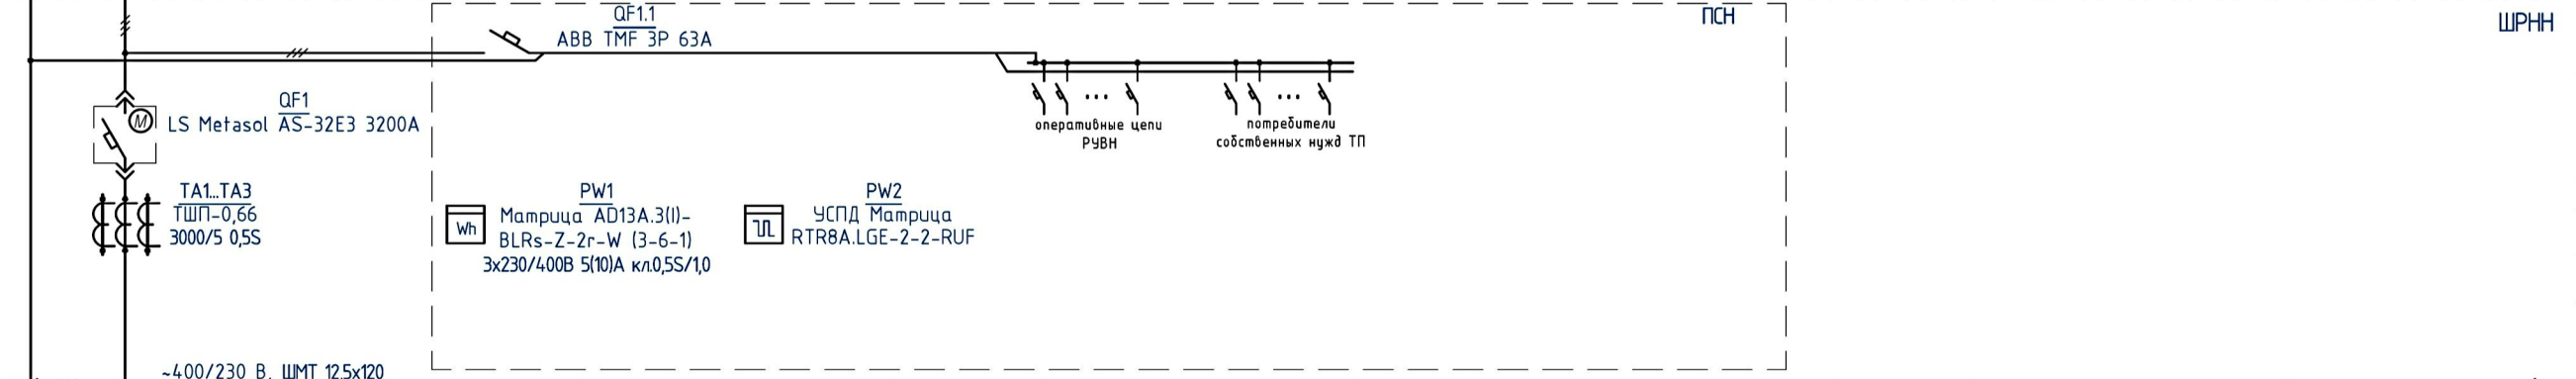 QF1.1
ABB TMF 3P 63A
ПСН
ШРНН
QF1
LS Metasol AS-32E3 3200A
M
оперативные цепи
РУВН
потребители
собственных нужд ТП
TA1...TA3
ТШП-0,66
3000/5 0,5S
Wh
PW1
Матрица AD13A.3(I)-
BLRs-Z-2r-W (3-6-1)
3x230/400В 5(10)А кл.0,5S/1,0
PW2
УСПД Матрица
RTR8A.LGE-2-2-RUF
~400/230 В, ШМТ 12,5x120